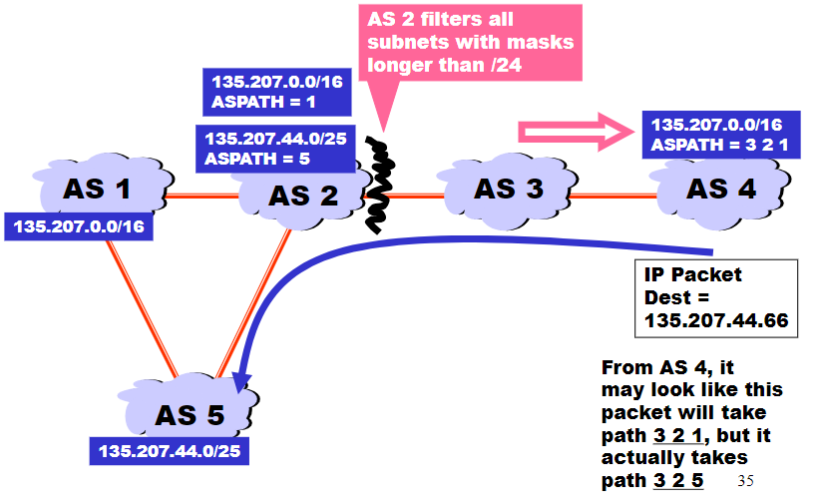 AS 2 filters all
subnets with masks
longer than /24
135.207.0.0/16
ASPATH = 1
135.207.44.0/25
ASPATH = 5
135.207.0.0/16
ASPATH = 3 2 1
AS 1
AS 2
AS 3
AS 4
135.207.0.0/16
IP Packet
Dest =
135.207.44.66
From AS 4, it
may look like this
packet will take
path 3 2 1, but it
actually takes
path 3 2 5
AS 5
135.207.44.0/25
35